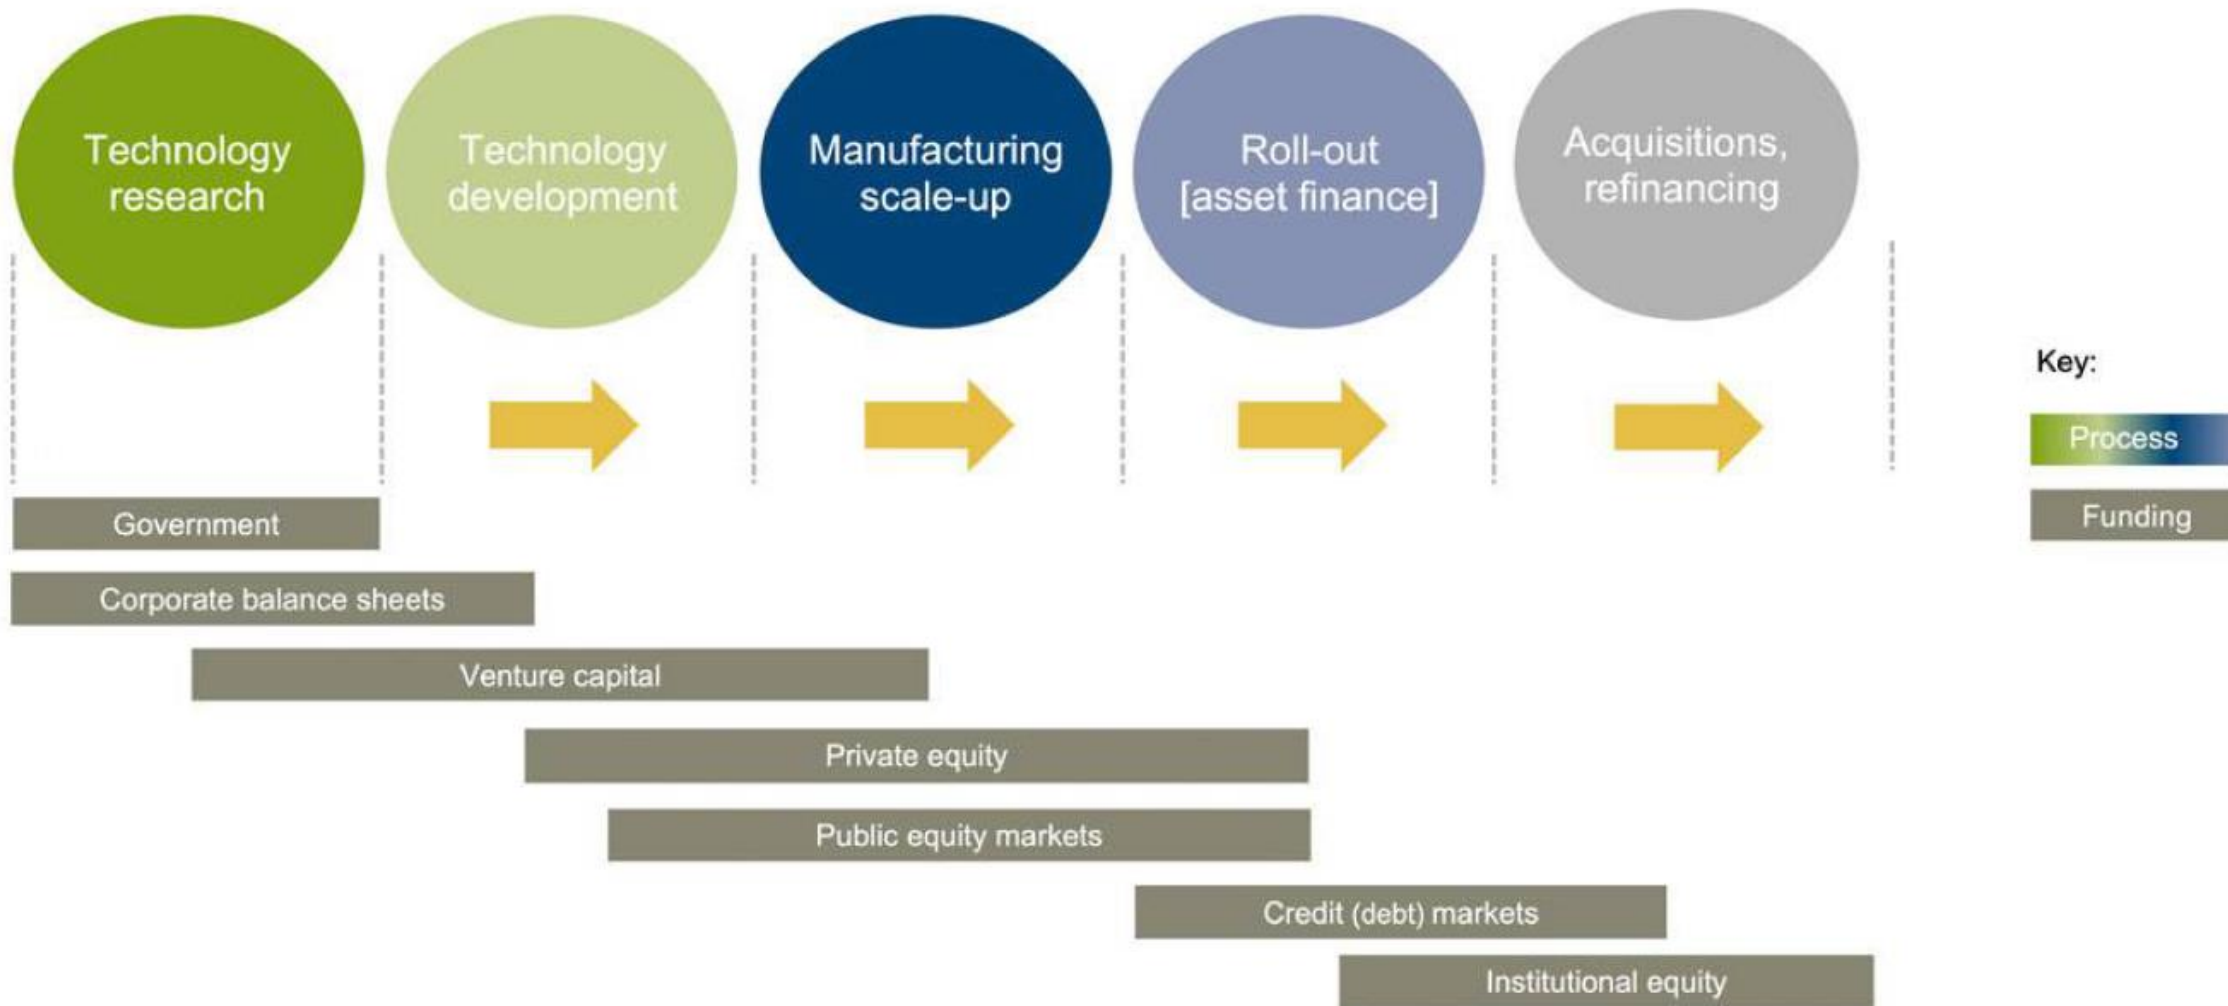 Technology
research
Technology
development
Manufacturing
scale-up
Roll-out
[asset finance]
Acquisitions,
refinancing
Key:
Process
Funding
Government
Corporate balance sheets
Venture capital
Private equity
Public equity markets
Credit (debt) markets
Institutional equity